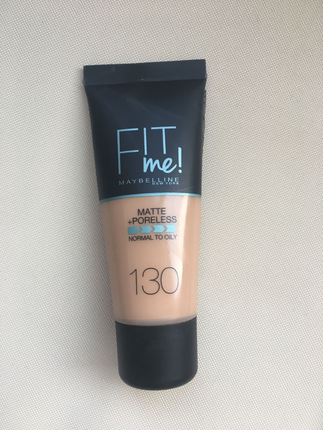 FIT
me!
MAYBELLINE
NEW YORK
MATTE
+PORELESS
NORMAL TO OILY
130